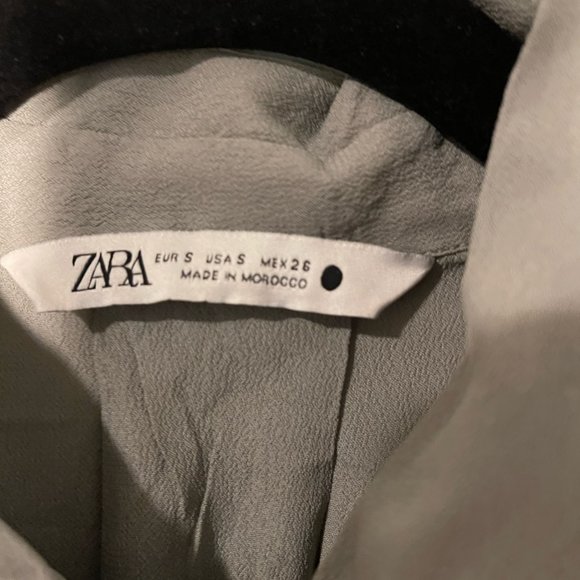 ZARA EUR S USA S MEX 26
MADE IN MOROCCO